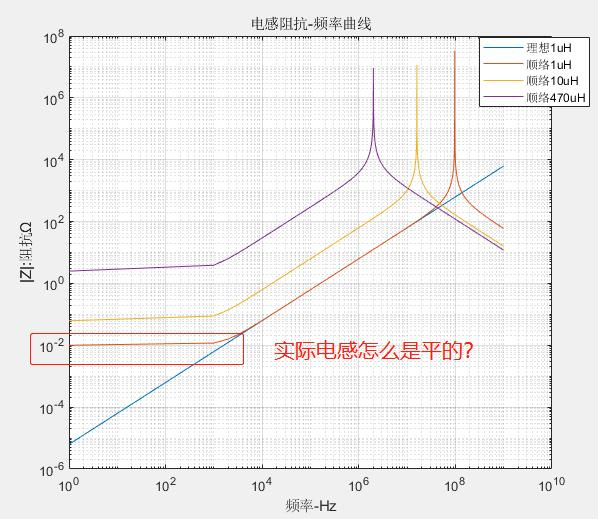 电感阻抗-频率曲线
理想1uH
顺络1uH
顺络10uH
顺络470uH
10^8
10^6
10^4
10^2
10^0
10^-2
10^-4
10^-6
|Z|:阻抗Ω
实际电感怎么是平的?
10^0
10^2
10^4
10^6
10^8
10^10
频率-Hz